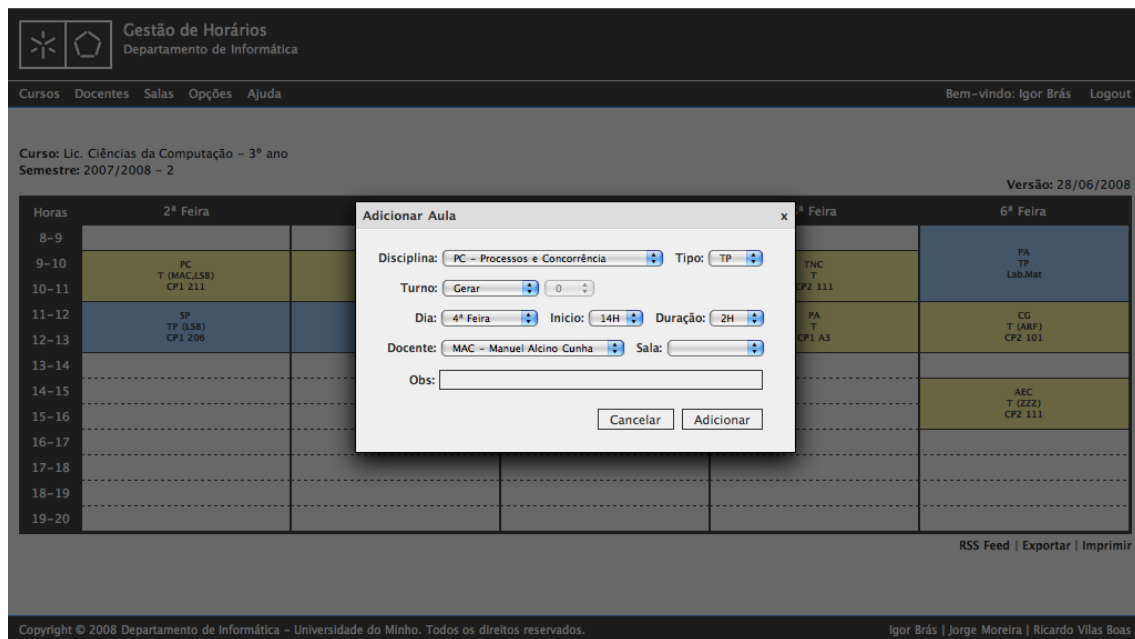 Gestão de Horários
Departamento de Informática
Cursos Docentes Salas Opções Ajuda
Bem-vindo: Igor Brás Logout
Curso: Lic. Ciências da Computação - 3º ano
Semestre: 2007/2008 - 2
Versão: 28/06/2008
Horas 2ª Feira ª Feira 6ª Feira
8-9
9-10
10-11
11-12
12-13
13-14
14-15
15-16
16-17
17-18
18-19
19-20
PC
T (MAC,LSB)
CP1 211
SP
TP (LSB)
CP1 206
Adicionar Aula x
Disciplina: PC - Processos e Concorrência Tipo: TP
Turno: Gerar 0
Dia: 4ª Feira Inicio: 14H Duração: 2H
Docente: MAC - Manuel Alcino Cunha Sala:
Obs:
Cancelar Adicionar
TNC
T
CP2 111
PA
T
CP1 A3
PA
TP
Lab.Mat
CG
T (ARF)
CP2 101
AEC
T (ZZZ)
CP2 111
RSS Feed | Exportar | Imprimir
Copyright © 2008 Departamento de Informática - Universidade do Minho. Todos os direitos reservados.
Igor Brás | Jorge Moreira | Ricardo Vilas Boas